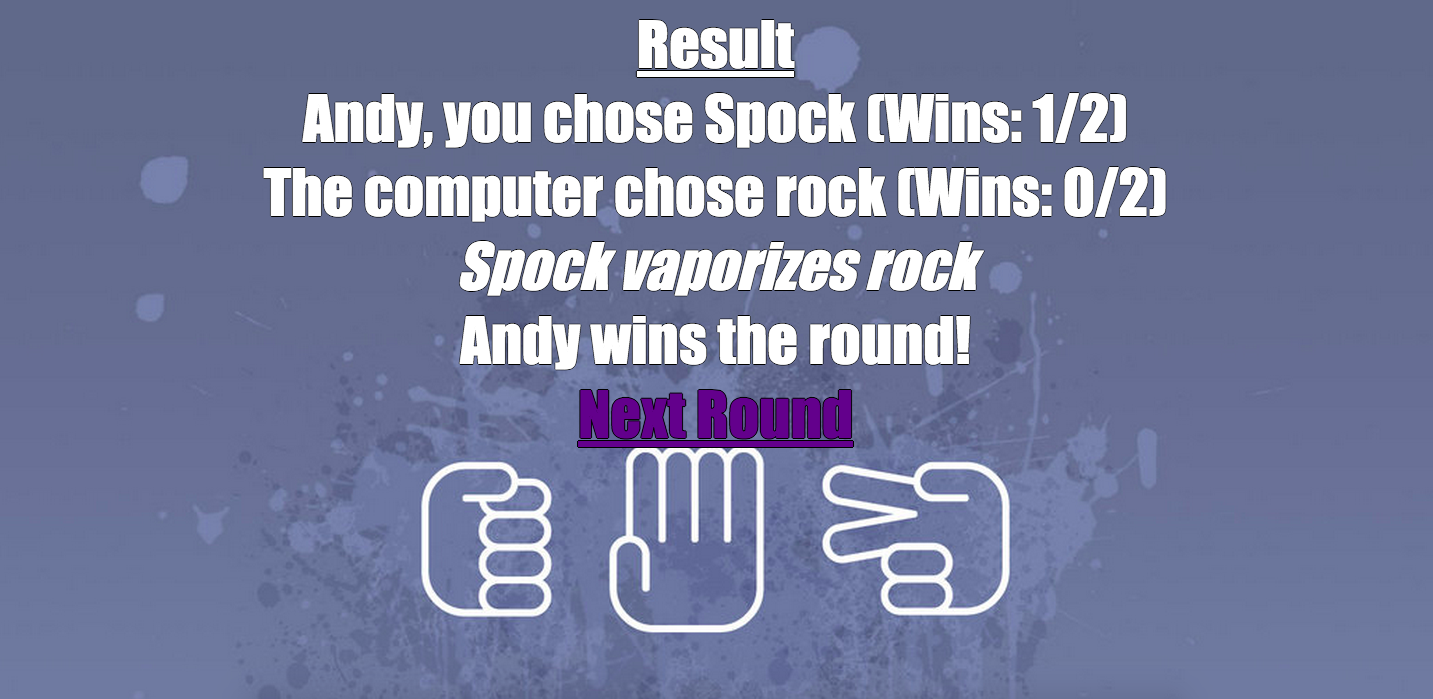 Result
Andy, you chose Spock (Wins: 1/2)
The computer chose rock (Wins: 0/2)
Spock vaporizes rock
Andy wins the round!
Next Round